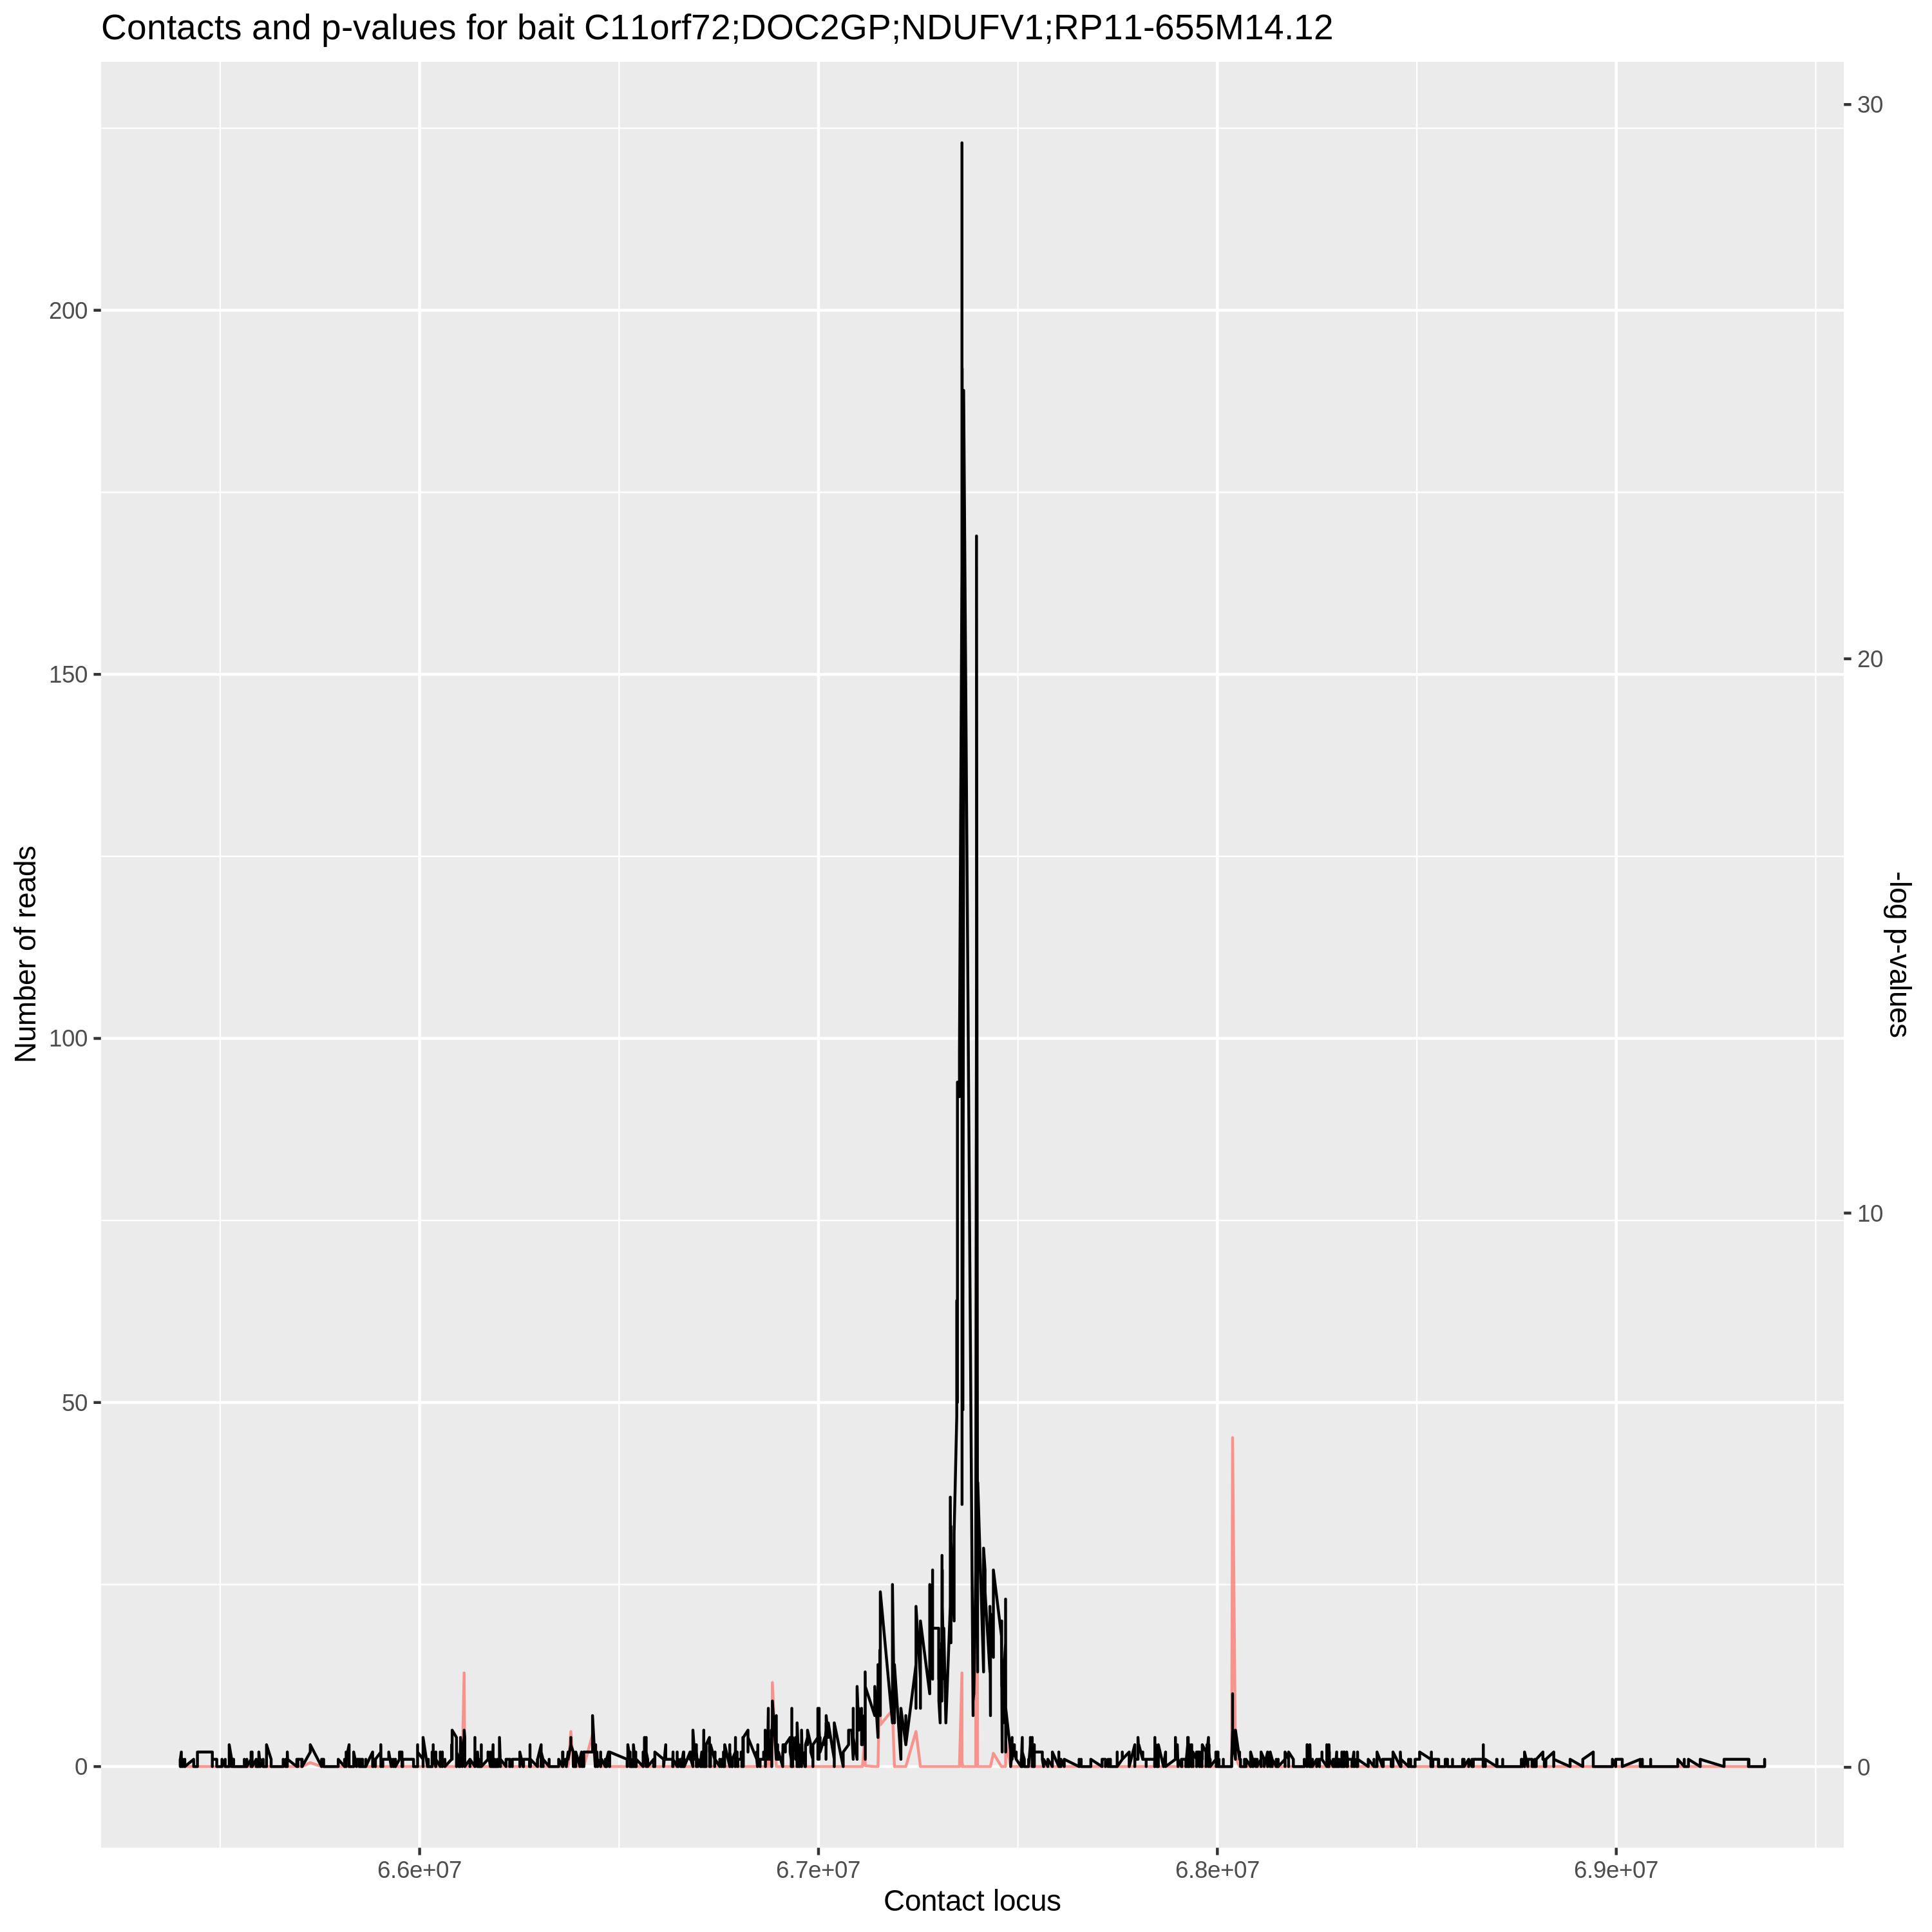 Contacts and p-values for bait C11orf72;DOC2GP;NDUFV1;RP11-655M14.12
30
200
20
150
Number of reads
-log p-values
100
10
50
0
0
6.6e+07
6.7e+07
6.8e+07
6.9e+07
Contact locus